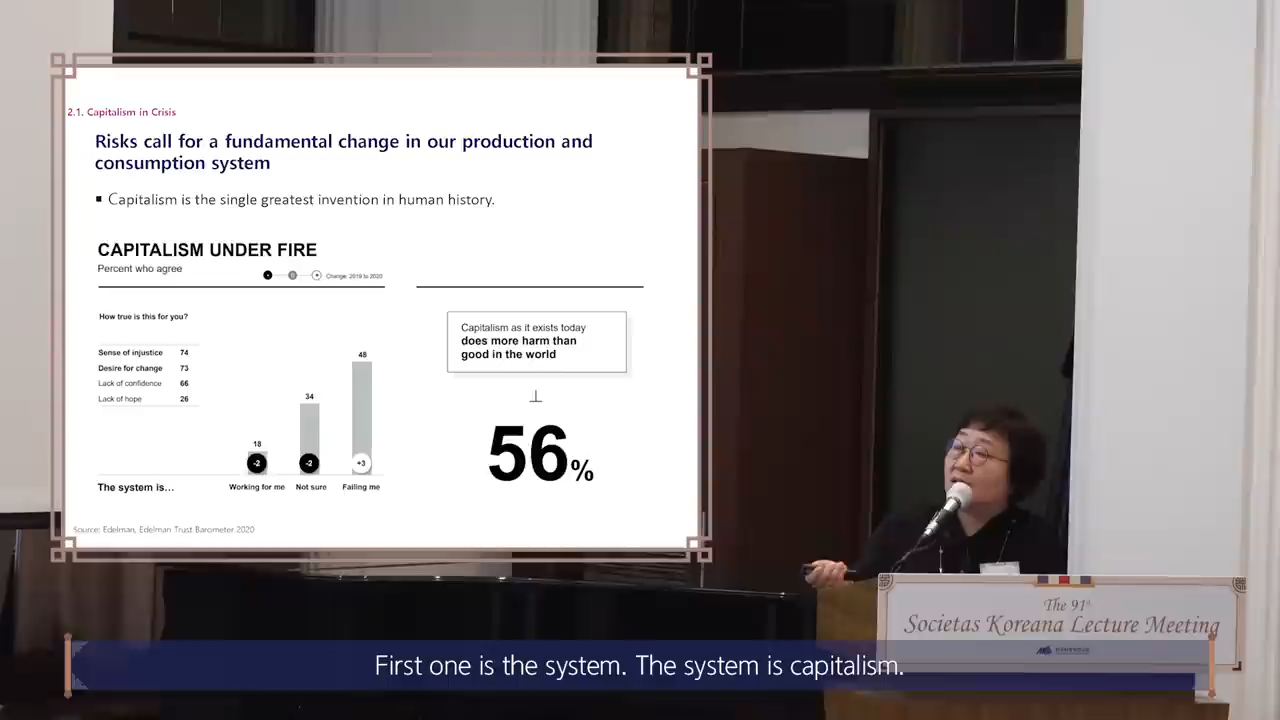 2.1. Capitalism in Crisis
Risks call for a fundamental change in our production and
consumption system
▪ Capitalism is the single greatest invention in human history.
CAPITALISM UNDER FIRE
Percent who agree
- 0 + Change, 2019 to 2020
How true is this for you?
Sense of injustice 74
Desire for change 73
Lack of confidence 66
Lack of hope 26
18
34
48
-2
-2
+3
The system is...
Working for me
Not sure
Failing me
Capitalism as it exists today
does more harm than
good in the world
56%
Source: Edelman, Edelman Trust Barometer 2020
The 91st
Societas Koreana Lecture Meeting
First one is the system. The system is capitalism.